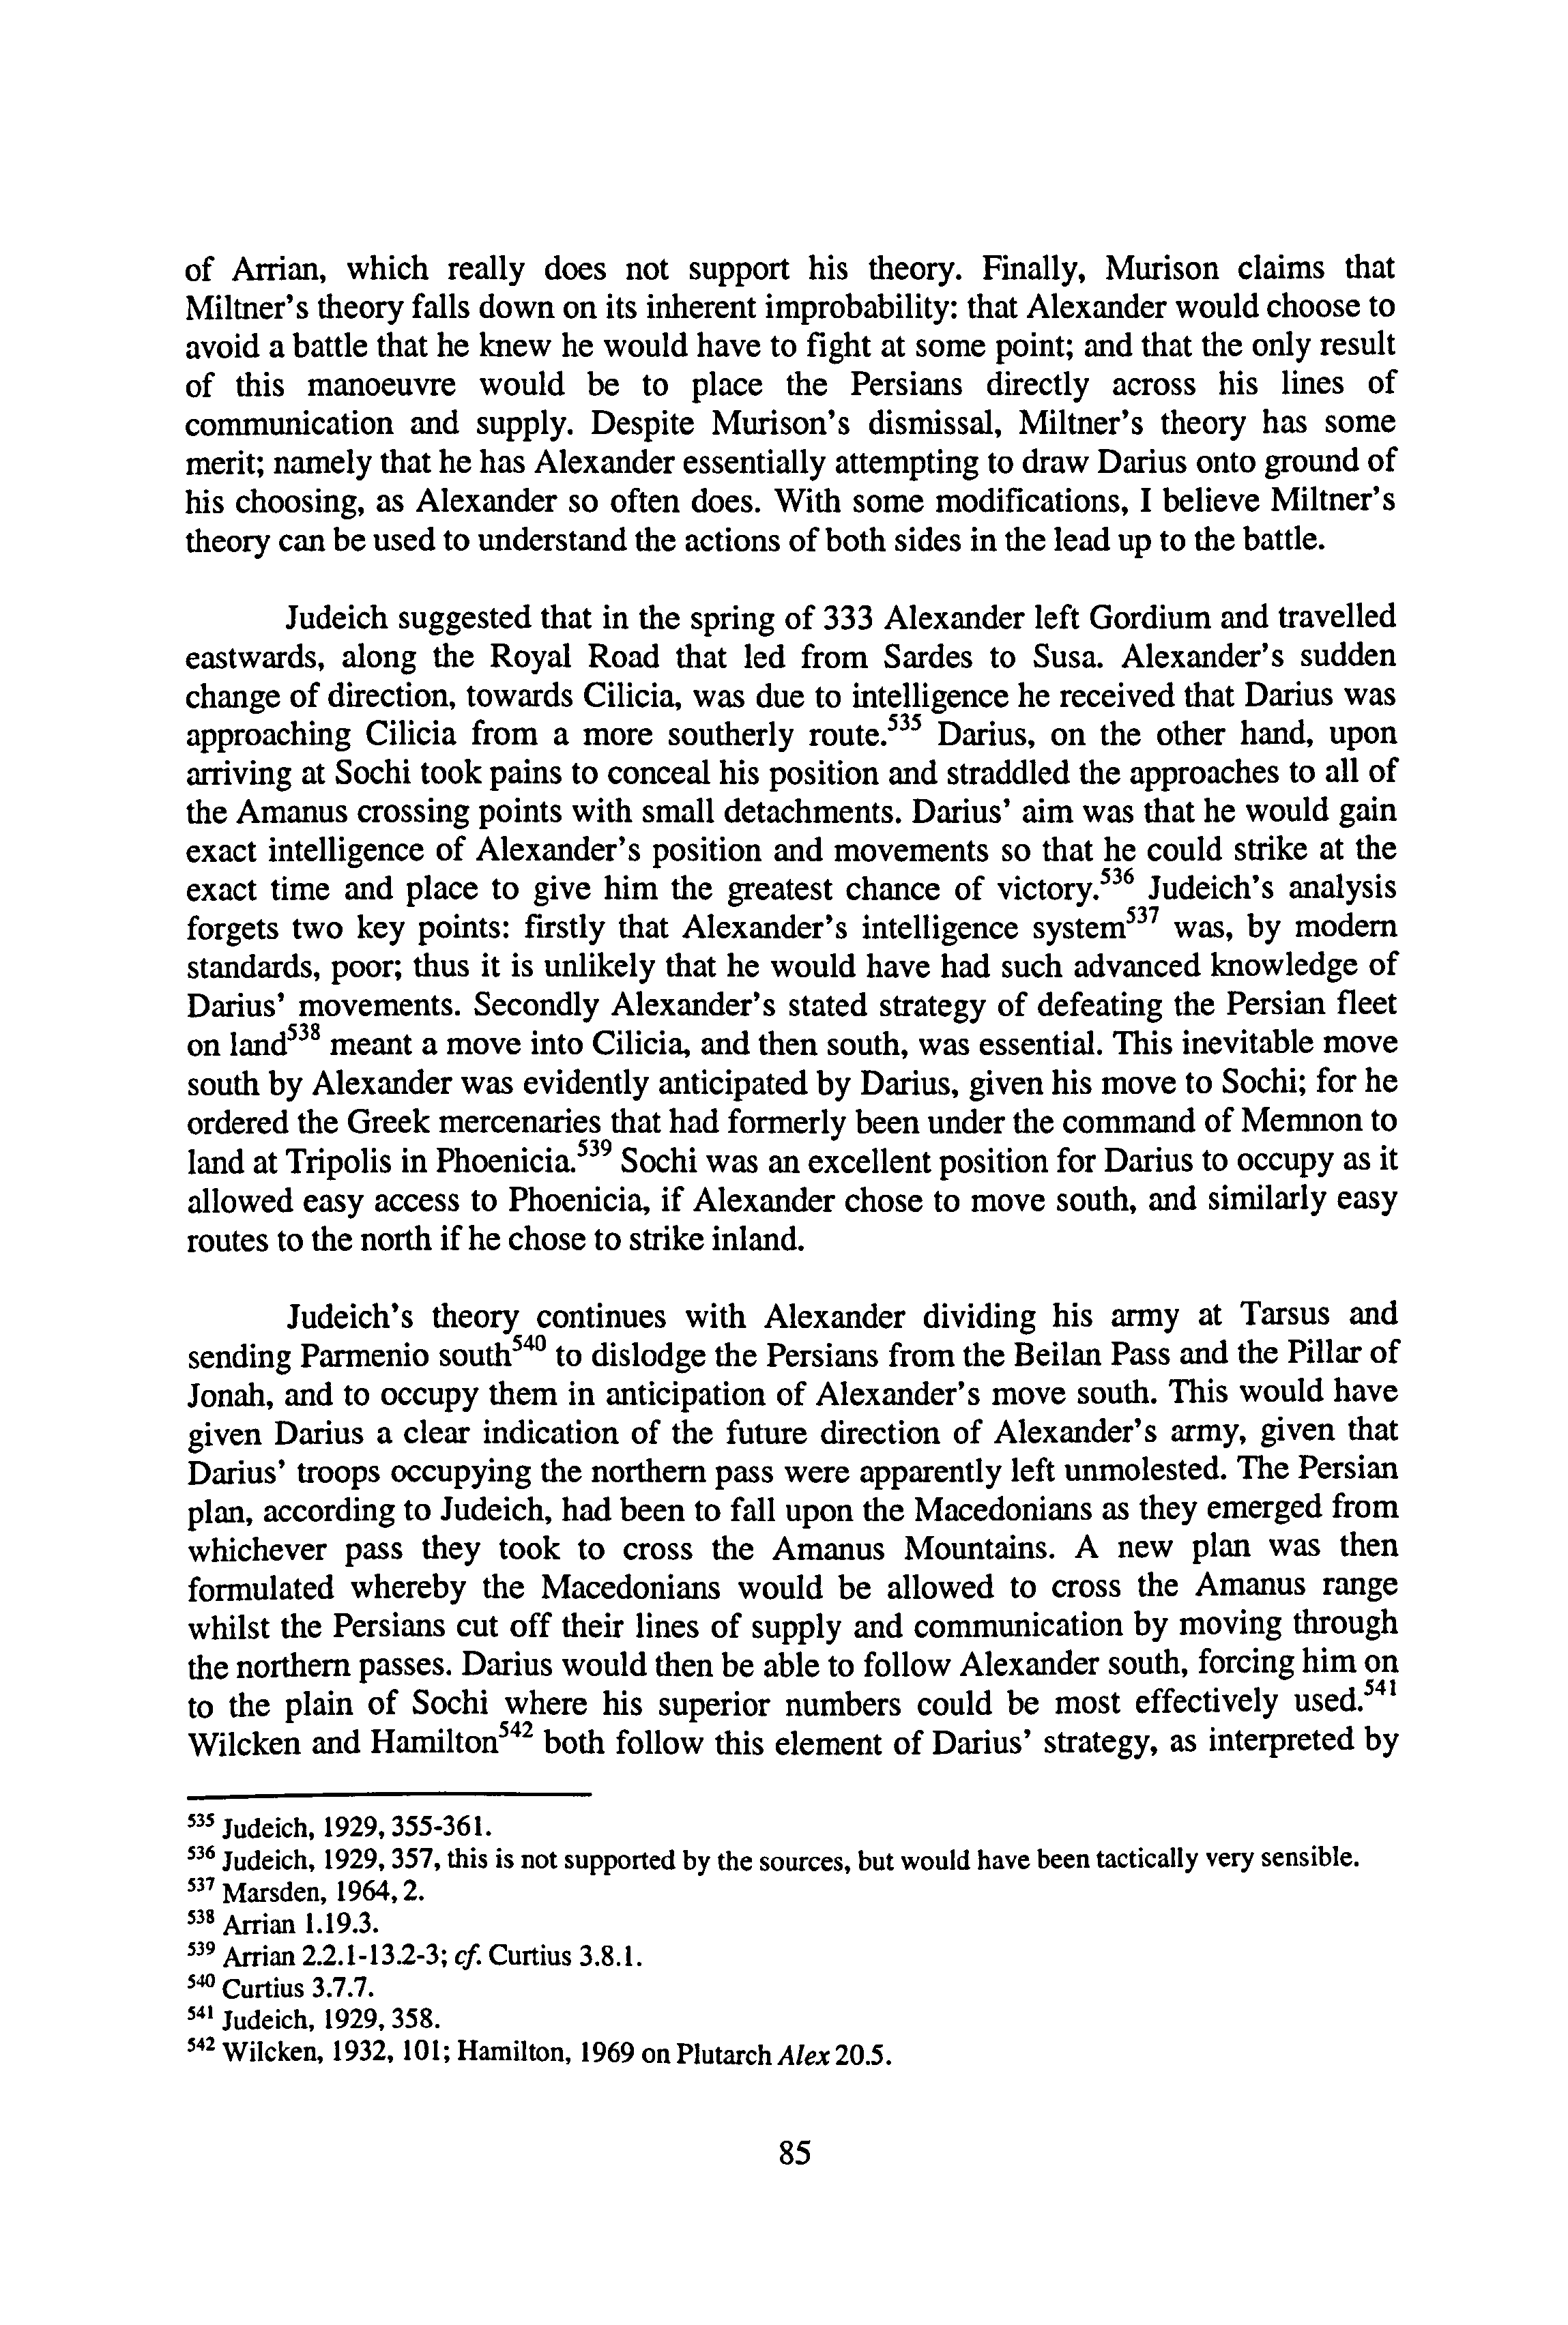 of Arrian, which really does not support his theory. Finally, Murison claims that
Miltner's theory falls down on its inherent improbability: that Alexander would choose to
avoid a battle that he knew he would have to fight at some point; and that the only result
of this manoeuvre would be to place the Persians directly across his lines of
communication and supply. Despite Murison's dismissal, Miltner's theory has some
merit; namely that he has Alexander essentially attempting to draw Darius onto ground of
his choosing, as Alexander so often does. With some modifications, I believe Miltner's
theory can be used to understand the actions of both sides in the lead up to the battle.
Judeich suggested that in the spring of 333 Alexander left Gordium and travelled
eastwards, along the Royal Road that led from Sardes to Susa. Alexander's sudden
change of direction, towards Cilicia, was due to intelligence he received that Darius was
approaching Cilicia from a more southerly route.535 Darius, on the other hand, upon
arriving at Sochi took pains to conceal his position and straddled the approaches to all of
the Amanus crossing points with small detachments. Darius' aim was that he would gain
exact intelligence of Alexander's position and movements so that he could strike at the
exact time and place to give him the greatest chance of victory.536 Judeich's analysis
forgets two key points: firstly that Alexander's intelligence system537 was, by modern
standards, poor; thus it is unlikely that he would have had such advanced knowledge of
Darius' movements. Secondly Alexander's stated strategy of defeating the Persian fleet
on land538 meant a move into Cilicia, and then south, was essential. This inevitable move
south by Alexander was evidently anticipated by Darius, given his move to Sochi; for he
ordered the Greek mercenaries that had formerly been under the command of Memnon to
land at Tripolis in Phoenicia.539 Sochi was an excellent position for Darius to occupy as it
allowed easy access to Phoenicia, if Alexander chose to move south, and similarly easy
routes to the north if he chose to strike inland.
Judeich's theory continues with Alexander dividing his army at Tarsus and
sending Parmenio south540 to dislodge the Persians from the Beilan Pass and the Pillar of
Jonah, and to occupy them in anticipation of Alexander's move south. This would have
given Darius a clear indication of the future direction of Alexander's army, given that
Darius' troops occupying the northern pass were apparently left unmolested. The Persian
plan, according to Judeich, had been to fall upon the Macedonians as they emerged from
whichever pass they took to cross the Amanus Mountains. A new plan was then
formulated whereby the Macedonians would be allowed to cross the Amanus range
whilst the Persians cut off their lines of supply and communication by moving through
the northern passes. Darius would then be able to follow Alexander south, forcing him on
to the plain of Sochi where his superior numbers could be most effectively used.541
Wilcken and Hamilton542 both follow this element of Darius' strategy, as interpreted by
535 Judeich, 1929, 355-361.
536 Judeich, 1929, 357, this is not supported by the sources, but would have been tactically very sensible.
537 Marsden, 1964, 2.
538 Arrian 1.19.3.
539 Arrian 2.2.1-13.2-3; cf. Curtius 3.8.1.
540 Curtius 3.7.7.
541 Judeich, 1929, 358.
542 Wilcken, 1932, 101; Hamilton, 1969 on Plutarch Alex 20.5.
85